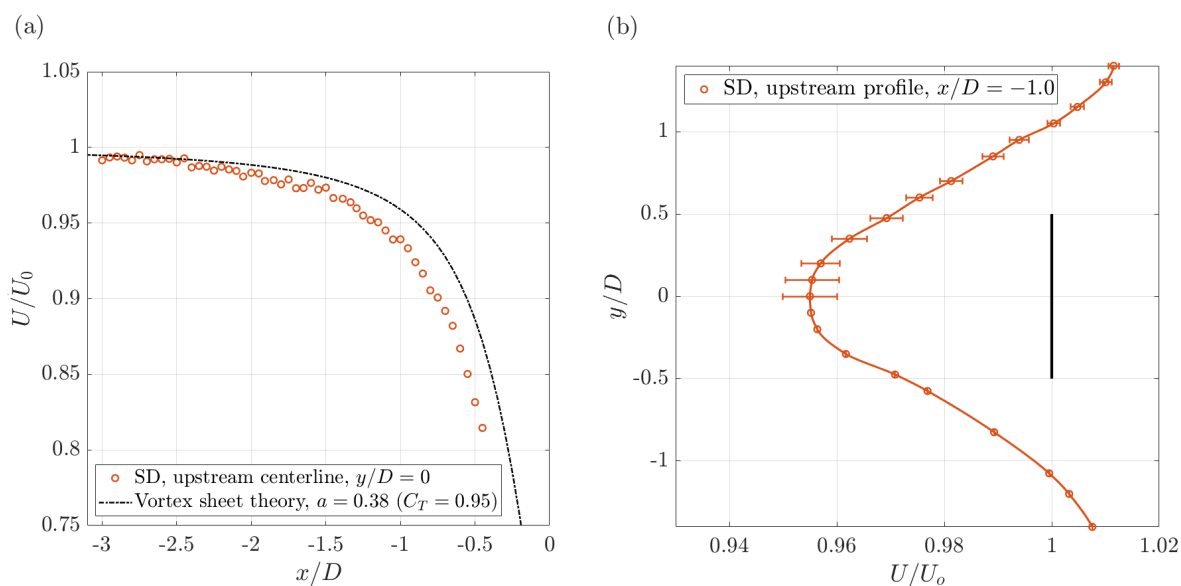 (a)
1.05
1
0.95
0.9
0.85
0.8
0.75
U/U₀
SD, upstream centerline, y/D = 0
Vortex sheet theory, a = 0.38 (C_T = 0.95)
-3
-2.5
-2
-1.5
-1
-0.5
0
x/D
(b)
SD, upstream profile, x/D = −1.0
1
0.5
0
-0.5
-1
y/D
0.94
0.96
0.98
1
1.02
U/Uₒ